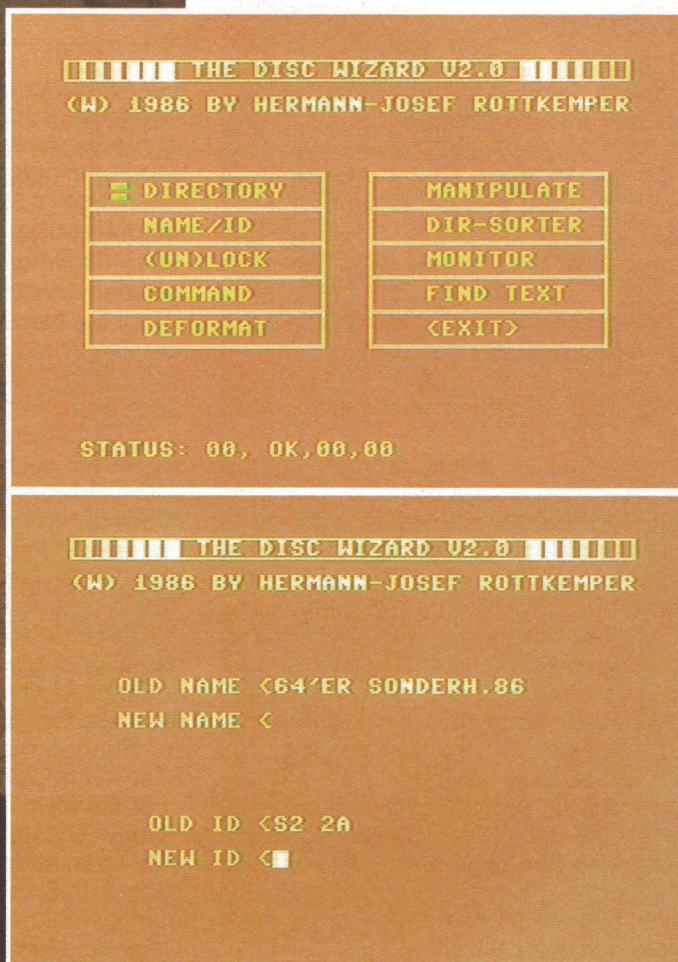 THE DISC WIZARD V2.0
(W) 1986 BY HERMANN-JOSEF ROTTKEMPER
DIRECTORY
NAME/ID
(UN)LOCK
COMMAND
DEFORMAT
MANIPULATE
DIR-SORTER
MONITOR
FIND TEXT
<EXIT>
STATUS: 00, OK,00,00
THE DISC WIZARD V2.0
(W) 1986 BY HERMANN-JOSEF ROTTKEMPER
OLD NAME <64'ER SONDERH.86
NEW NAME <
OLD ID <S2 2A
NEW ID <